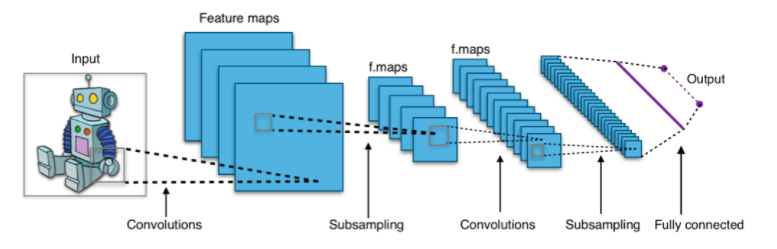 Feature maps
Input
f.maps
f.maps
Output
Convolutions
Subsampling
Convolutions
Subsampling
Fully connected